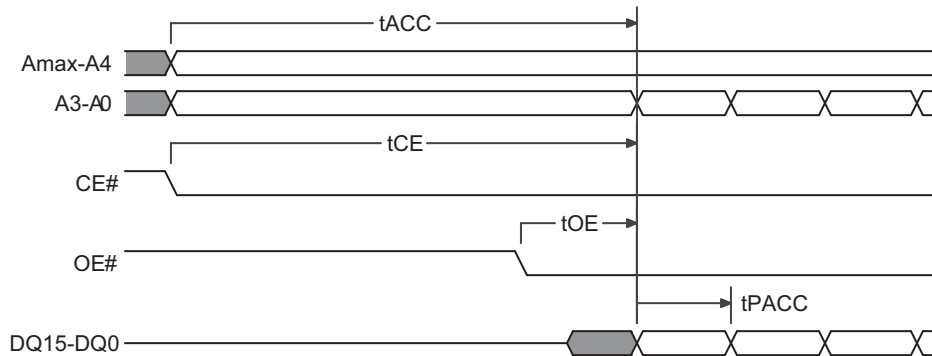 tACC
Amax-A4
A3-A0
tCE
CE#
tOE
OE#
tPACC
DQ15-DQ0